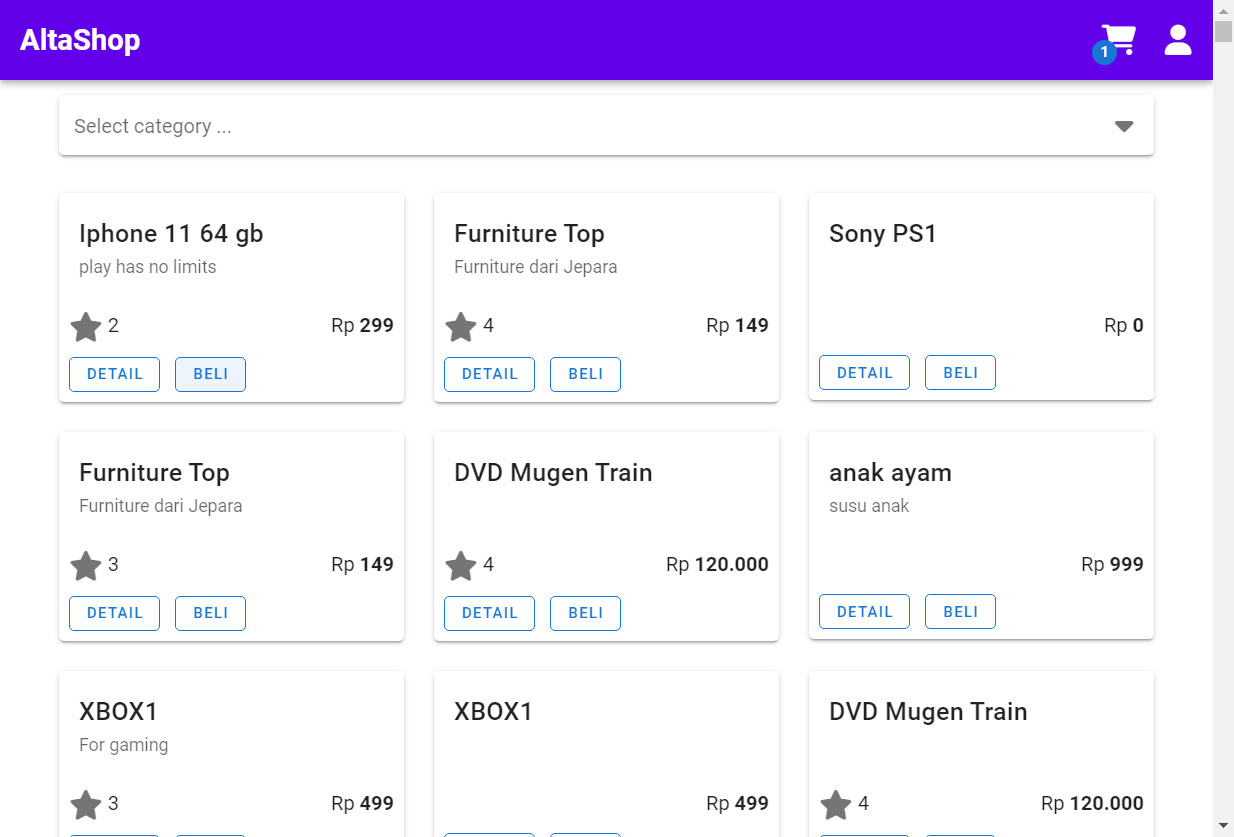 AltaShop
1
Select category ...
Iphone 11 64 gb
play has no limits
2
Rp 299
DETAIL
BELI
Furniture Top
Furniture dari Jepara
4
Rp 149
DETAIL
BELI
Sony PS1
Rp 0
DETAIL
BELI
Furniture Top
Furniture dari Jepara
3
Rp 149
DETAIL
BELI
DVD Mugen Train
4
Rp 120.000
DETAIL
BELI
anak ayam
susu anak
Rp 999
DETAIL
BELI
XBOX1
For gaming
3
Rp 499
XBOX1
Rp 499
DVD Mugen Train
4
Rp 120.000